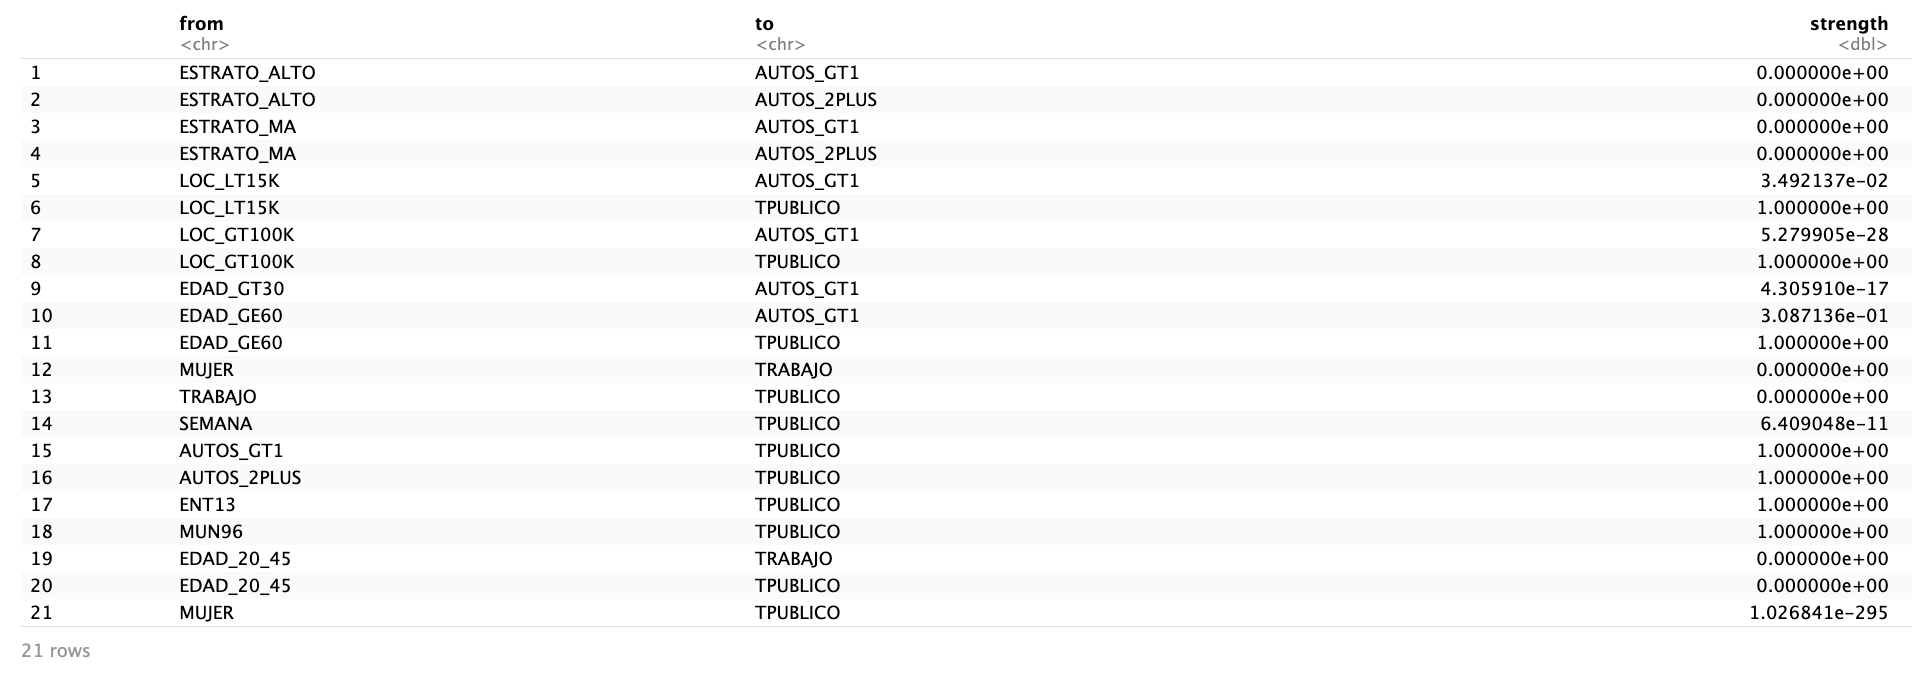 from to strength
<chr> <chr> <dbl>
1 ESTRATO_ALTO AUTOS_GT1 0.000000e+00
2 ESTRATO_ALTO AUTOS_2PLUS 0.000000e+00
3 ESTRATO_MA AUTOS_GT1 0.000000e+00
4 ESTRATO_MA AUTOS_2PLUS 0.000000e+00
5 LOC_LT15K AUTOS_GT1 3.492137e-02
6 LOC_LT15K TPUBLICO 1.000000e+00
7 LOC_GT100K AUTOS_GT1 5.279905e-28
8 LOC_GT100K TPUBLICO 1.000000e+00
9 EDAD_GT30 AUTOS_GT1 4.305910e-17
10 EDAD_GE60 AUTOS_GT1 3.087136e-01
11 EDAD_GE60 TPUBLICO 1.000000e+00
12 MUJER TRABAJO 0.000000e+00
13 TRABAJO TPUBLICO 0.000000e+00
14 SEMANA TPUBLICO 6.409048e-11
15 AUTOS_GT1 TPUBLICO 1.000000e+00
16 AUTOS_2PLUS TPUBLICO 1.000000e+00
17 ENT13 TPUBLICO 1.000000e+00
18 MUN96 TPUBLICO 1.000000e+00
19 EDAD_20_45 TRABAJO 0.000000e+00
20 EDAD_20_45 TPUBLICO 0.000000e+00
21 MUJER TPUBLICO 1.026841e-295
21 rows